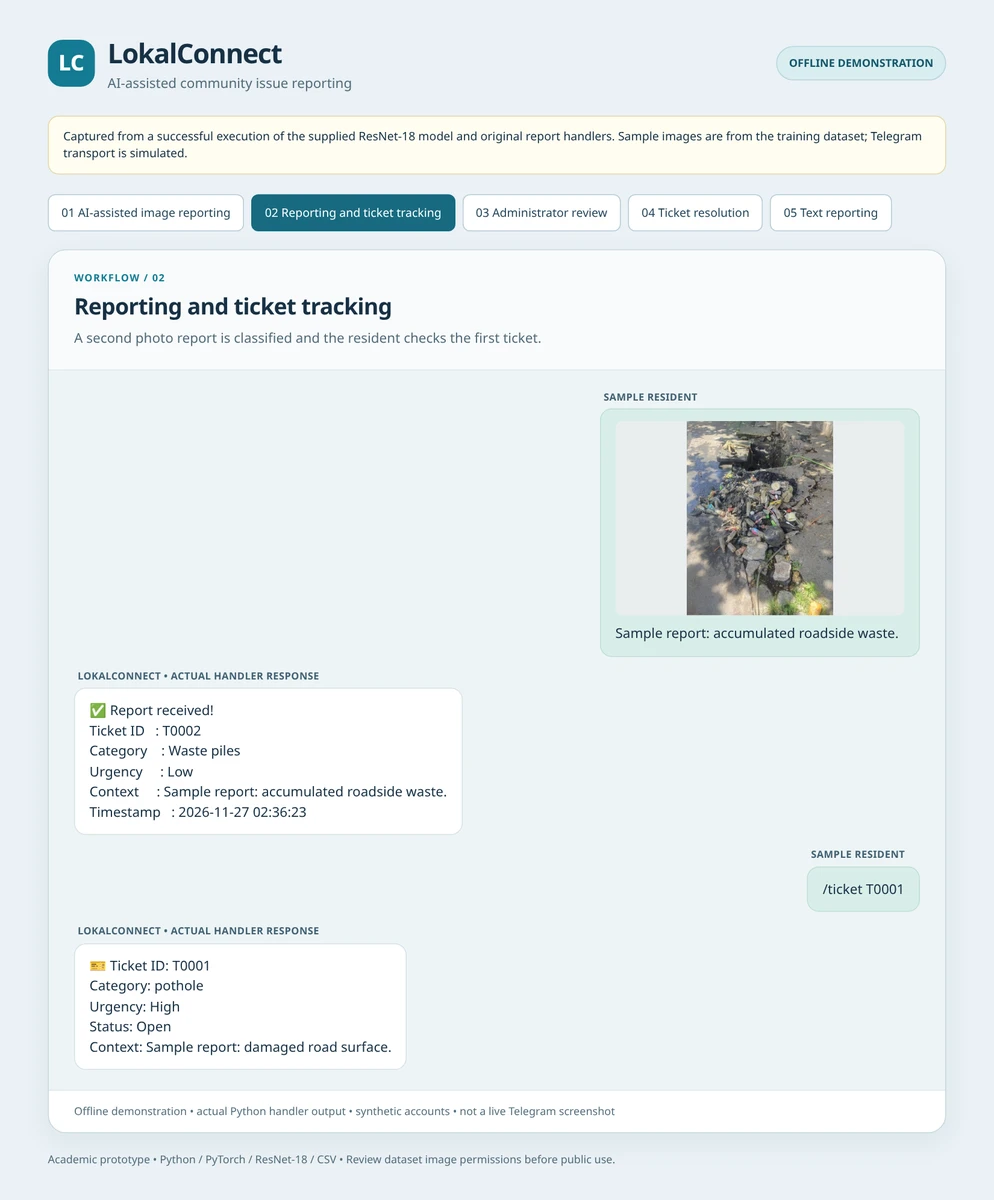 LC
LokalConnect
AI-assisted community issue reporting
OFFLINE DEMONSTRATION
Captured from a successful execution of the supplied ResNet-18 model and original report handlers. Sample images are from the training dataset; Telegram
transport is simulated.
01 AI-assisted image reporting
02 Reporting and ticket tracking
03 Administrator review
04 Ticket resolution
05 Text reporting
WORKFLOW / 02
Reporting and ticket tracking
A second photo report is classified and the resident checks the first ticket.
SAMPLE RESIDENT
Sample report: accumulated roadside waste.
LOKALCONNECT • ACTUAL HANDLER RESPONSE
✅ Report received!
Ticket ID : T0002
Category : Waste piles
Urgency : Low
Context : Sample report: accumulated roadside waste.
Timestamp : 2026-11-27 02:36:23
SAMPLE RESIDENT
/ticket T0001
LOKALCONNECT • ACTUAL HANDLER RESPONSE
🎫 Ticket ID: T0001
Category: pothole
Urgency: High
Status: Open
Context: Sample report: damaged road surface.
Offline demonstration • actual Python handler output • synthetic accounts • not a live Telegram screenshot
Academic prototype • Python / PyTorch / ResNet-18 / CSV • Review dataset image permissions before public use.